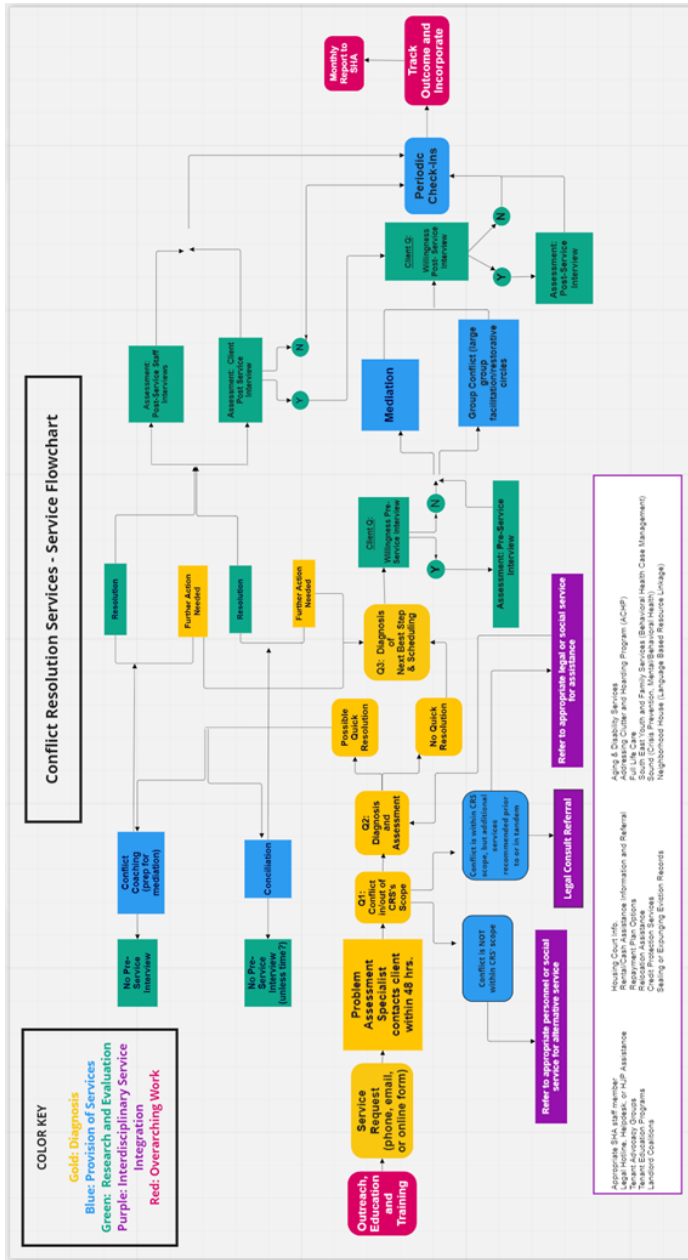 Conflict Resolution Services - Service Flowchart
COLOR KEY
Gold: Diagnosis
Blue: Provision of Services
Green: Research and Evaluation
Purple: Interdisciplinary Service
Integration
Red: Overarching Work
Outreach,
Education
and
Training
Service
Request
(phone, email,
or online form)
Problem
Assessment
Specialist
contacts client
within 48 hrs.
Q1: Conflict
in/out of CRS's
Scope
Conflict is NOT
within CRS' scope
Refer to appropriate personnel or social
service for alternative service
Conflict is within CRS
scope, but additional
services
recommended prior
to or in tandem
Legal Consult Referral
Refer to appropriate legal or social service
for assistance
Q2:
Diagnosis
and
Assessment
Possible
Quick
Resolution
No Quick
Resolution
No Pre-
Service
Interview
Conflict
Coaching
(prep for
mediation)
No Pre-
Service
Interview
(unless time?)
Conciliation
Resolution
Further Action
Needed
Resolution
Further Action
Needed
Q3: Diagnosis
of
Next Best Step
& Scheduling
Client Q:
Willingness Pre-
Service Interview
Y
N
Assessment: Pre-Service
Interview
Mediation
Group Conflict (large
group
facilitation/restorative
circles
Assessment:
Post-Service Staff
Interviews
Assessment: Client
Post Service
Interview
Y
N
Client Q:
Willingness
Post- Service
Interview
Y
N
Assessment:
Post-Service
Interview
Periodic
Check-Ins
Track
Outcome and
Incorporate
Monthly
Report to
SHA
Appropriate SHA staff member
Legal Hotline, Helpdesk, or HJP Assistance
Tenant Advocacy Groups
Tenant Education Programs
Landlord Coalitions
Housing Court Info.
Rental/Cash Assistance Information and Referral
Repayment Plan Options
Relocation Assistance
Credit Protection Services
Sealing or Expunging Eviction Records
Aging & Disability Services
Addressing Clutter and Hoarding Program (ACHP)
Full Life Care
South East Youth and Family Services (Behavioral Health Case Management)
Sound (Crisis Prevention, Mental/Behavioral Health)
Neighborhood House (Language Based Resource Linkage)